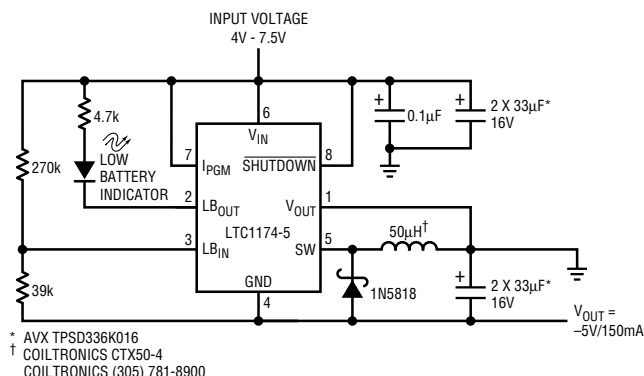 INPUT VOLTAGE
4V - 7.5V
4.7k
270k
LOW
BATTERY
INDICATOR
39k
6
V_IN
7
I_PGM
SHUTDOWN
8
2
LB_OUT
V_OUT
1
LTC1174-5
3
LB_IN
SW
5
GND
4
+
0.1µF
+
2 X 33µF*
16V
50µH†
1N5818
+
2 X 33µF*
16V
V_OUT =
–5V/150mA
* AVX TPSD336K016
† COILTRONICS CTX50-4
COILTRONICS (305) 781-8900